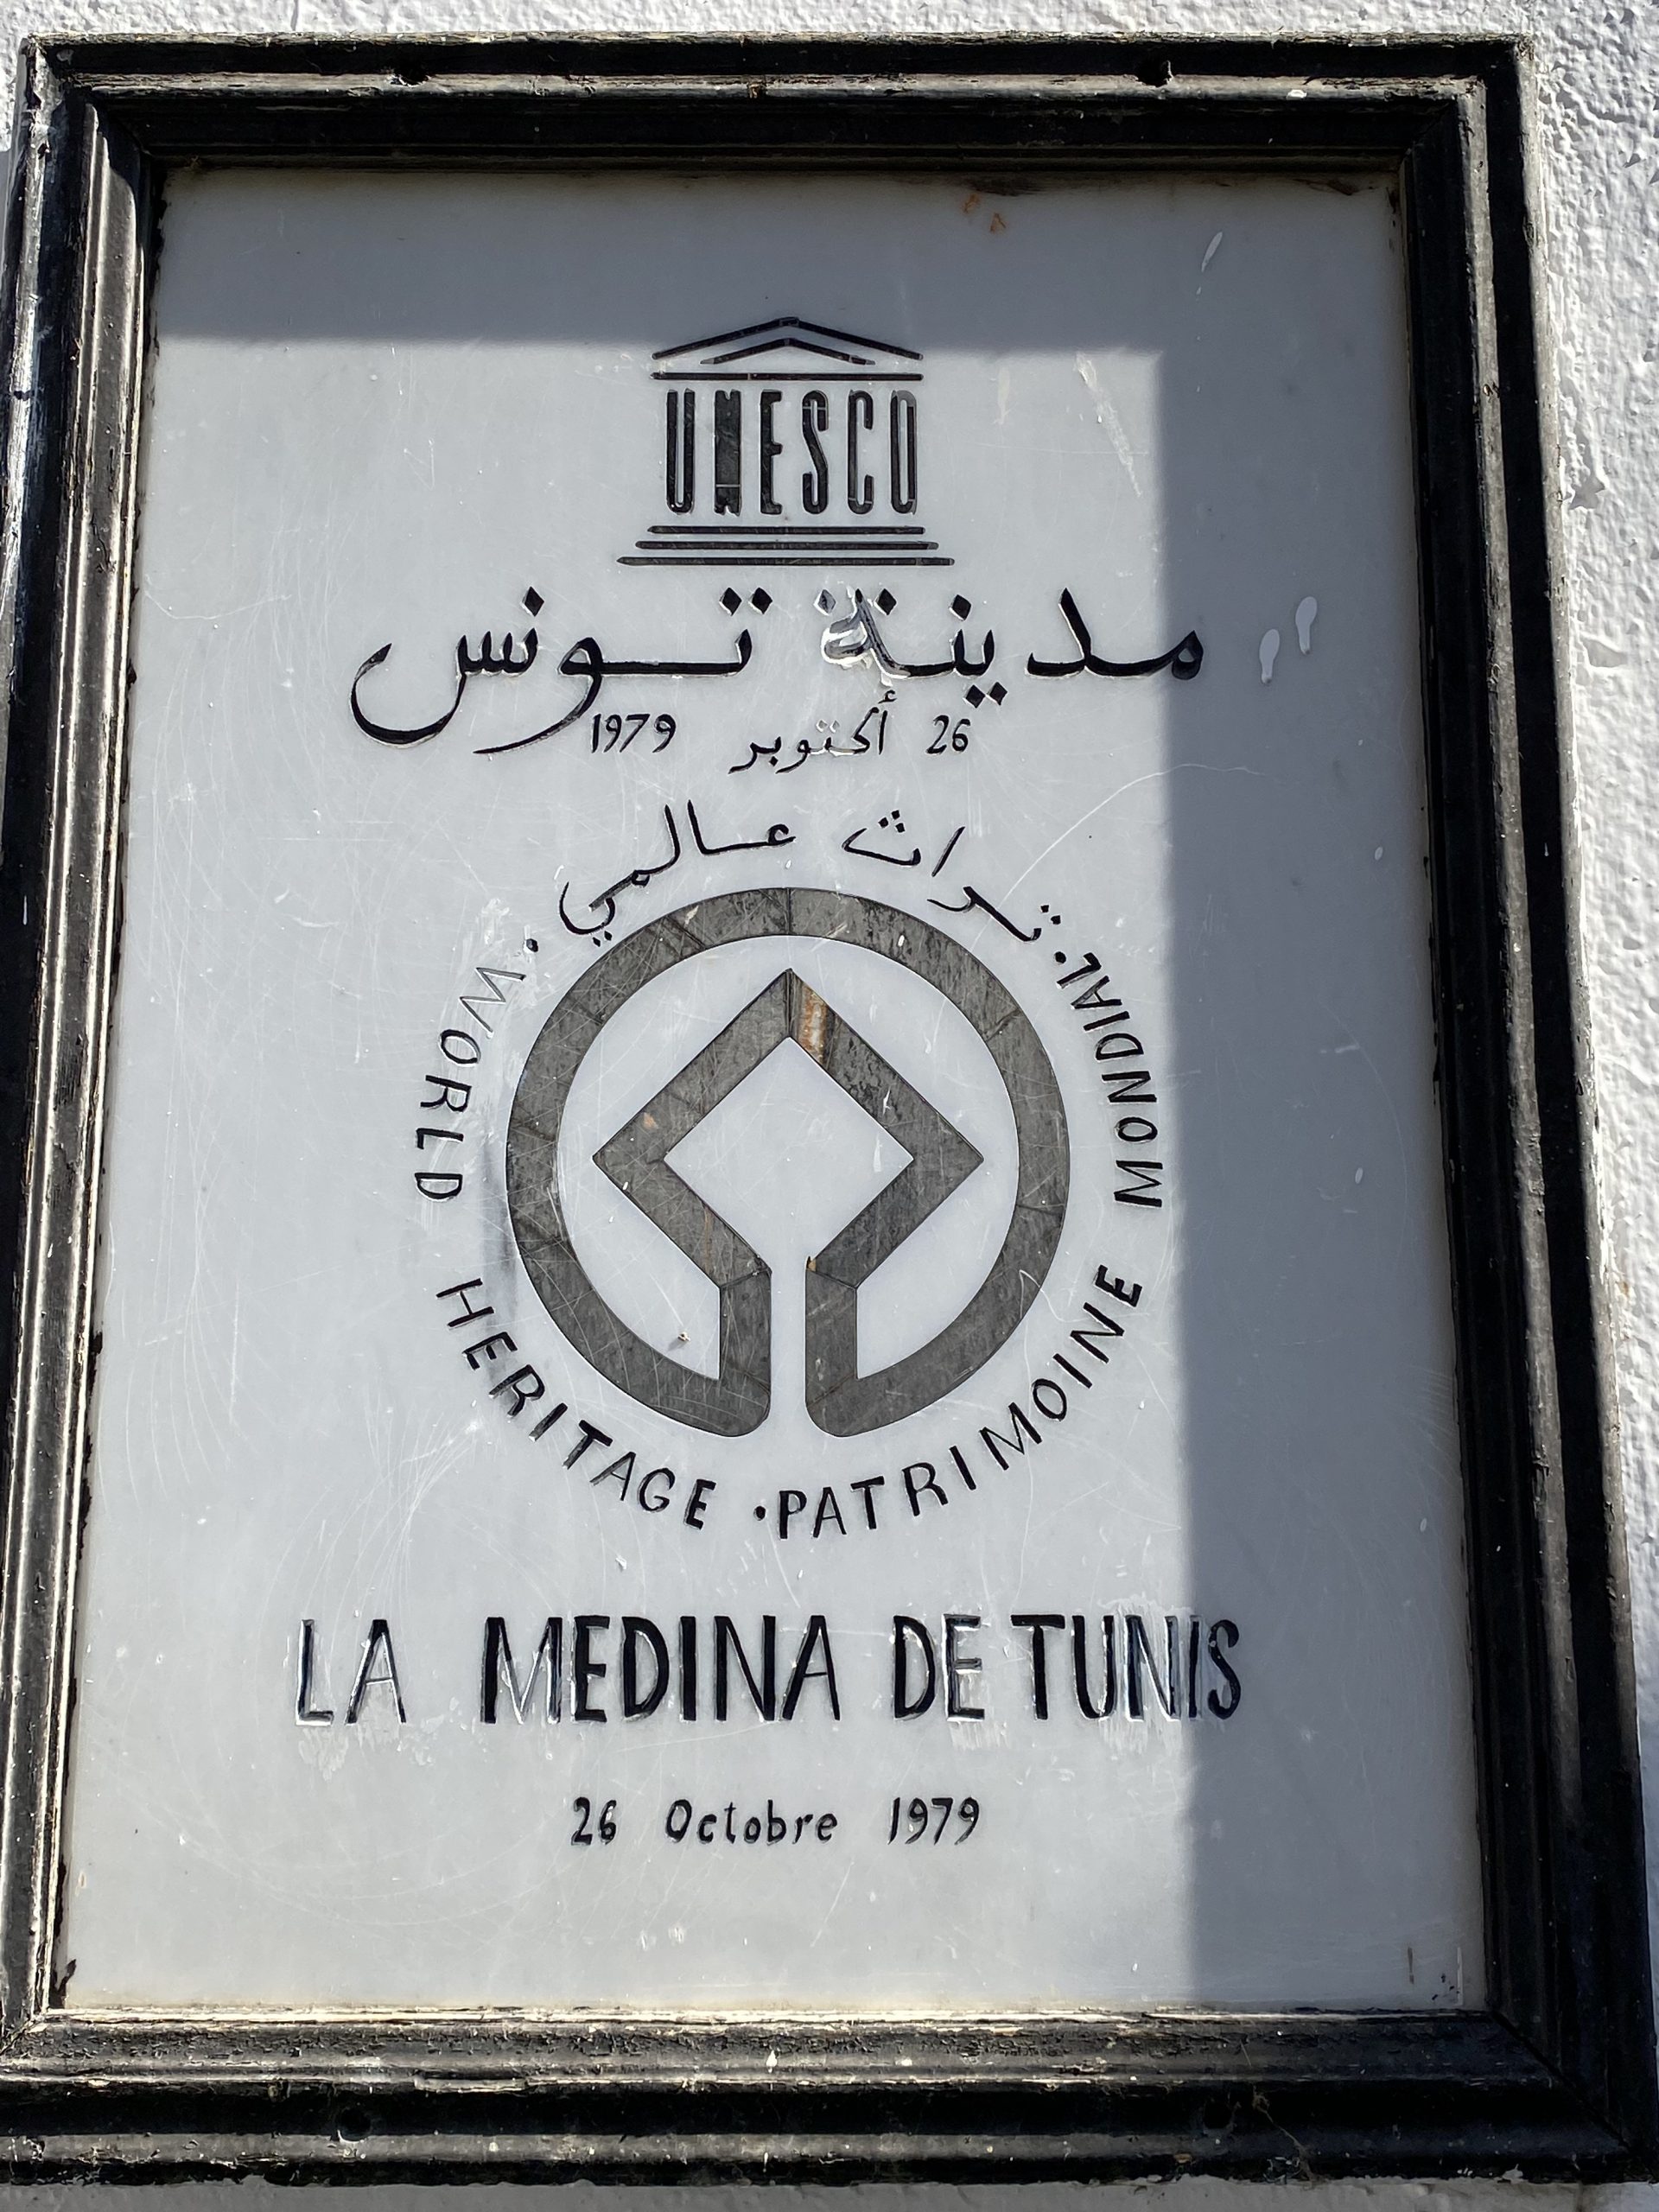 UNESCO
مدينة تونس
26 أكتوبر 1979
تراث عالمي
• WORLD HERITAGE • PATRIMOINE MONDIAL •
LA MEDINA DE TUNIS
26 Octobre 1979